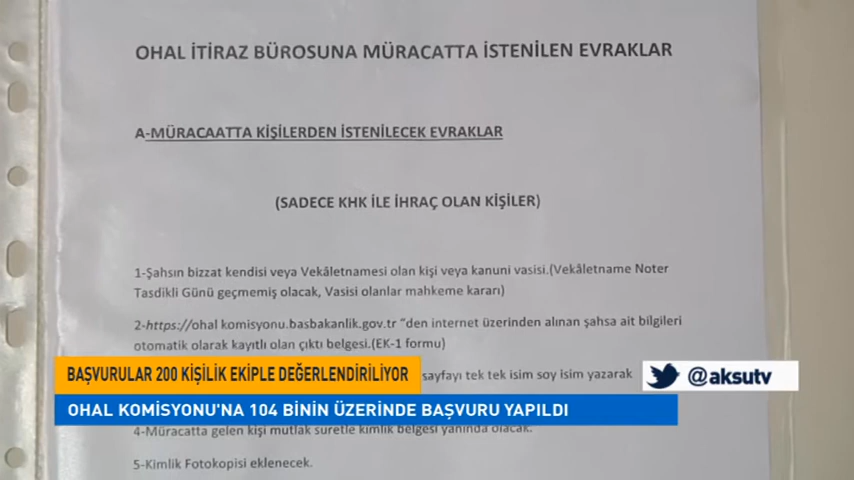 OHAL İTİRAZ BÜROSUNA MÜRACATTA İSTENİLEN EVRAKLAR
A-MÜRACAATTA KİŞİLERDEN İSTENİLECEK EVRAKLAR
(SADECE KHK İLE İHRAÇ OLAN KİŞİLER)
1-Şahsın bizzat kendisi veya Vekâletnamesi olan kişi veya kanuni vasisi.(Vekâletname Noter
Tasdikli Günü geçmemiş olacak, Vasisi olanlar mahkeme kararı)
2-https://ohal komisyonu.basbakanlik.gov.tr "den internet üzerinden alınan şahsa ait bilgileri
otomatik olarak kayıtlı olan çıktı belgesi.(EK-1 formu)
sayfayı tek tek isim soy isim yazarak
BAŞVURULAR 200 KİŞİLİK EKİPLE DEĞERLENDİRİLİYOR
@aksutv
OHAL KOMİSYONU'NA 104 BİNİN ÜZERİNDE BAŞVURU YAPILDI
4-Müracatta gelen kişi mutlak suretle kimlik belgesi yanında olacak.
5-Kimlik Fotokopisi eklenecek.